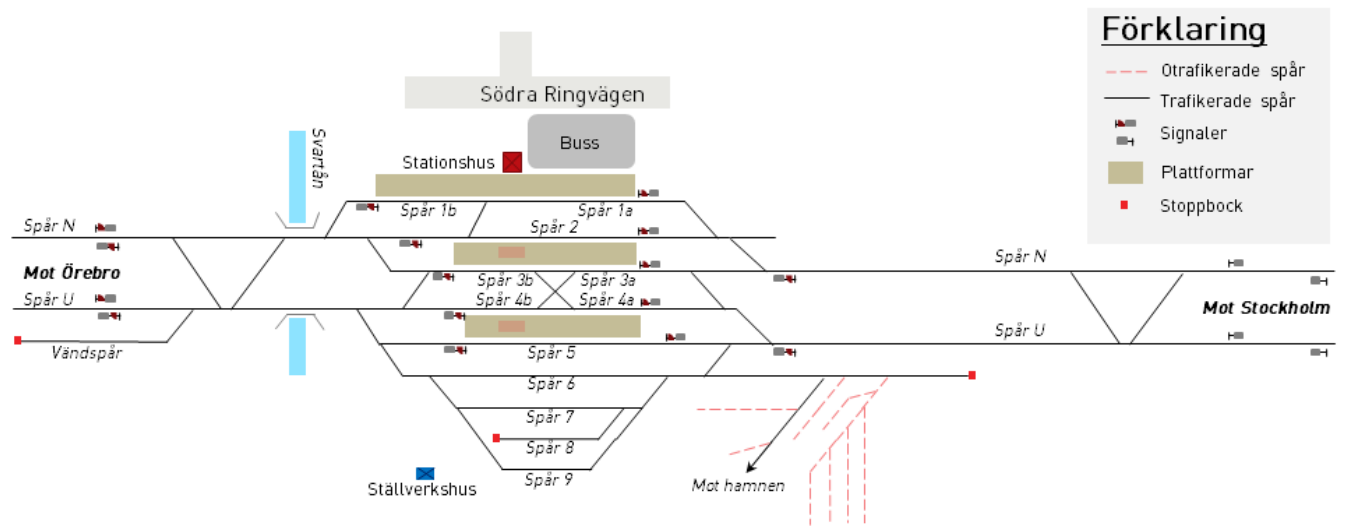 Förklaring
Otrafikerade spår
Trafikerade spår
Signaler
Plattformar
Stoppbock
Södra Ringvägen
Buss
Stationshus
Svartån
Spår 1b
Spår 1a
Spår N
Spår 2
Mot Örebro
Spår N
Spår 3b
Spår 3a
Spår U
Spår 4b
Spår 4a
Mot Stockholm
Spår U
Vändspår
Spår 5
Spår 6
Spår 7
Spår 8
Spår 9
Ställverkshus
Mot hamnen